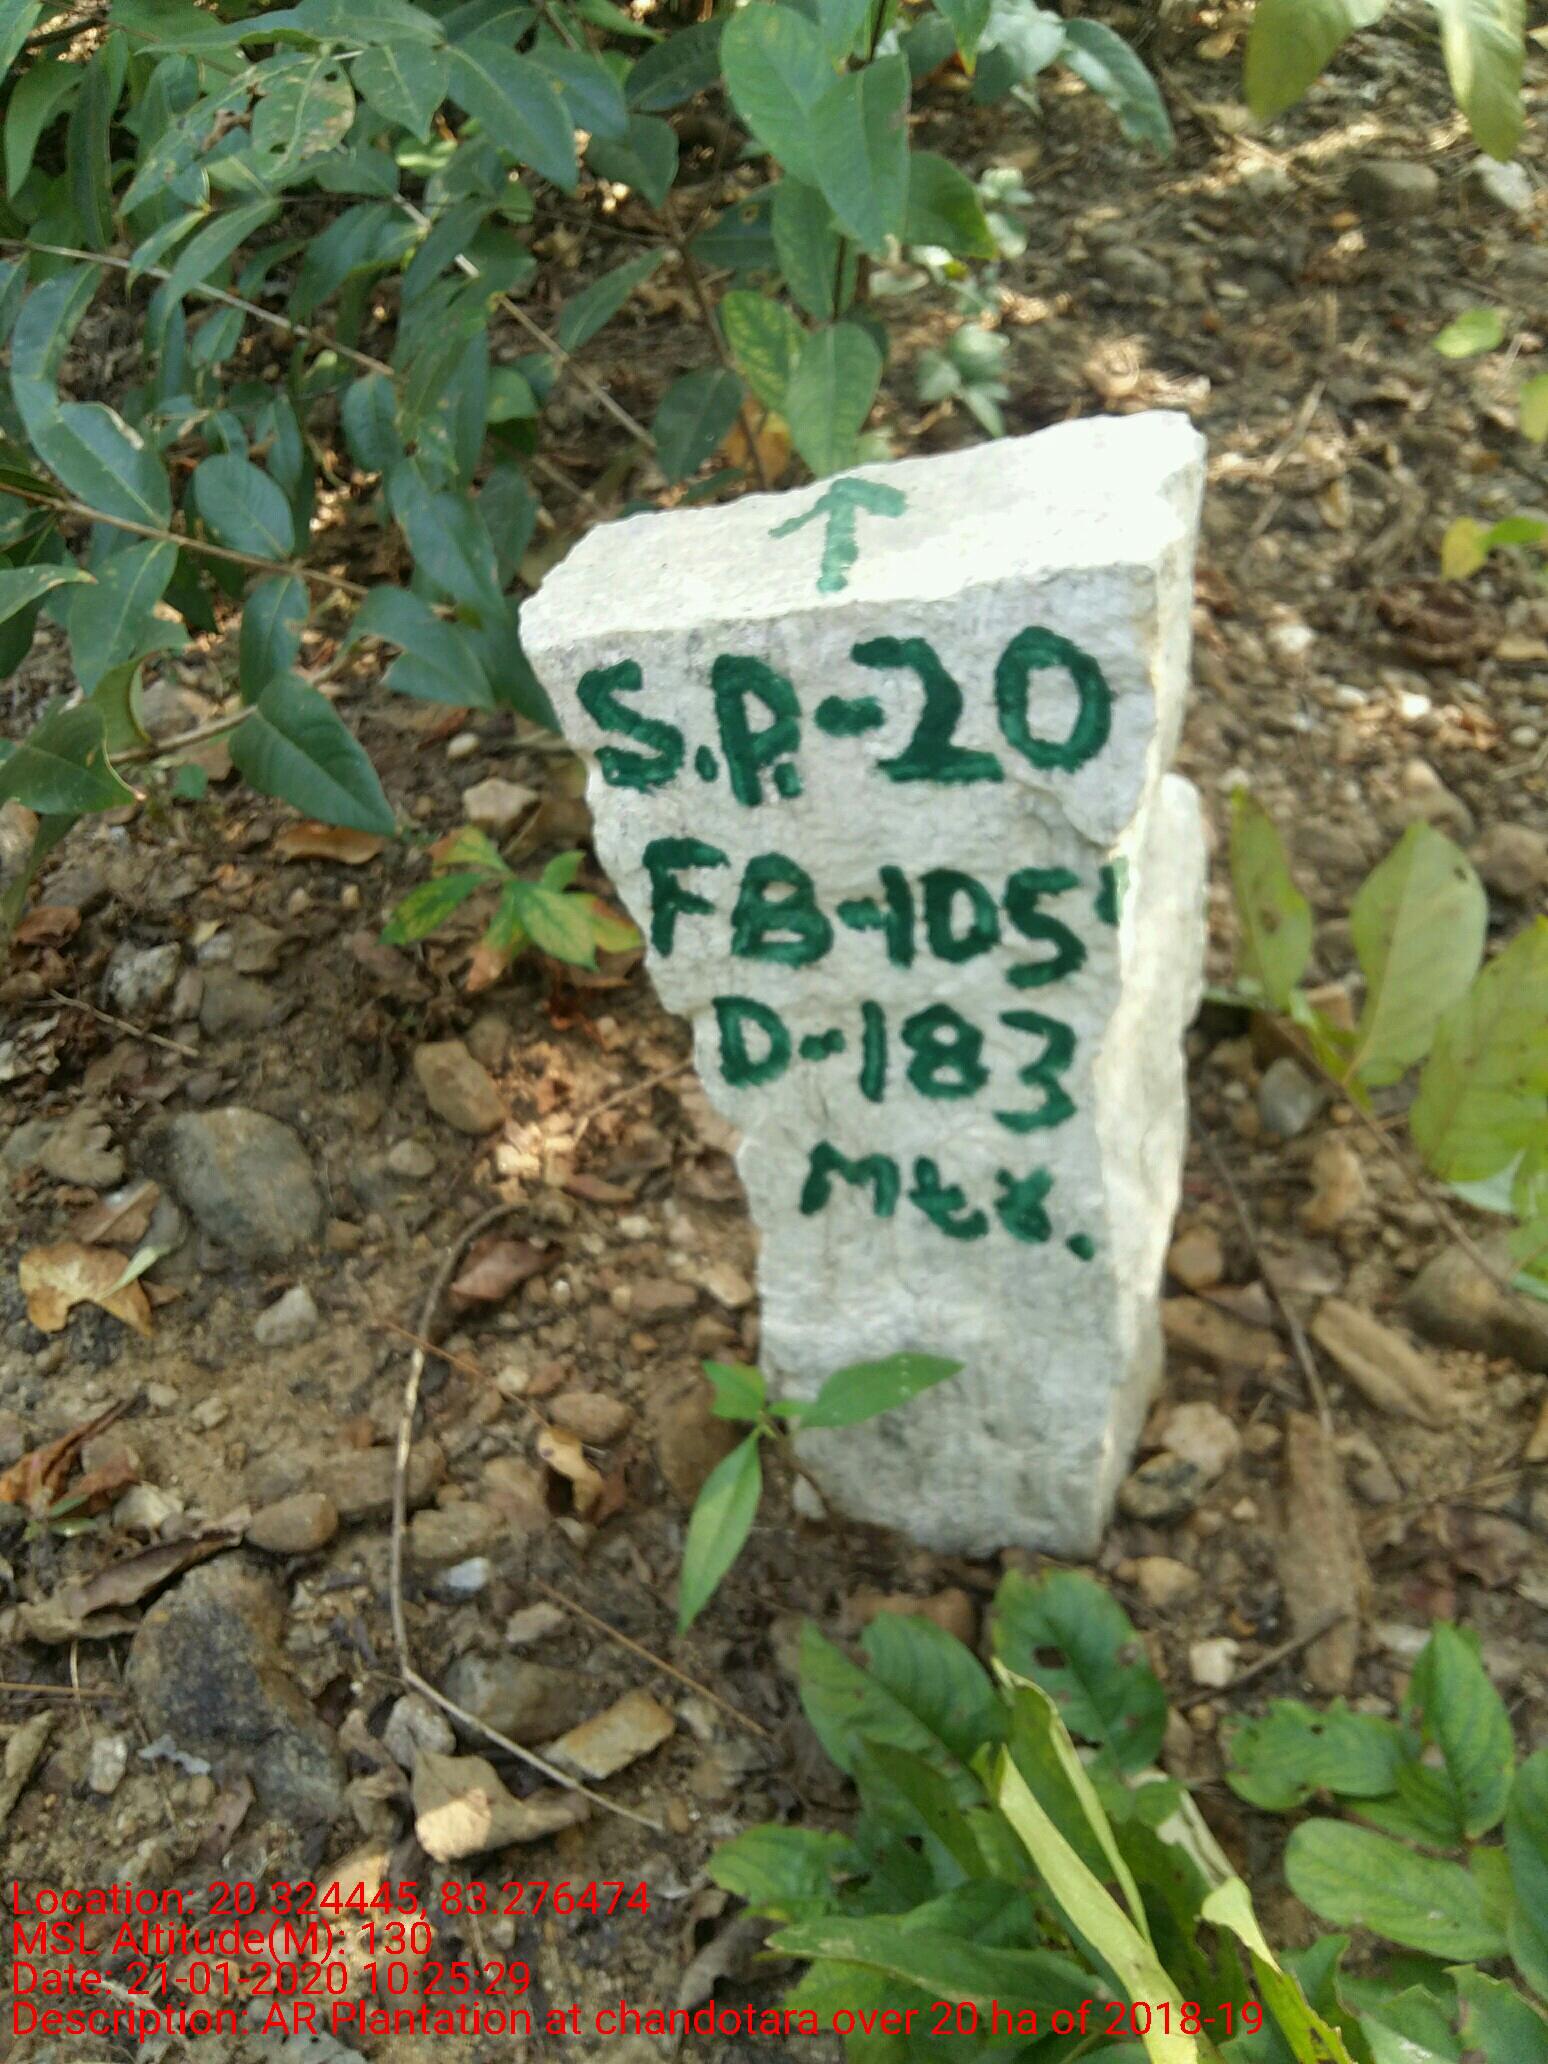 ↑
S.P.-20
FB-105°
D-183
Mtr.
Location: 20.324445, 83.276474
MSL Altitude(M): 130
Date: 21-01-2020 10:25:29
Description: AR Plantation at chandotara over 20 ha of 2018-19